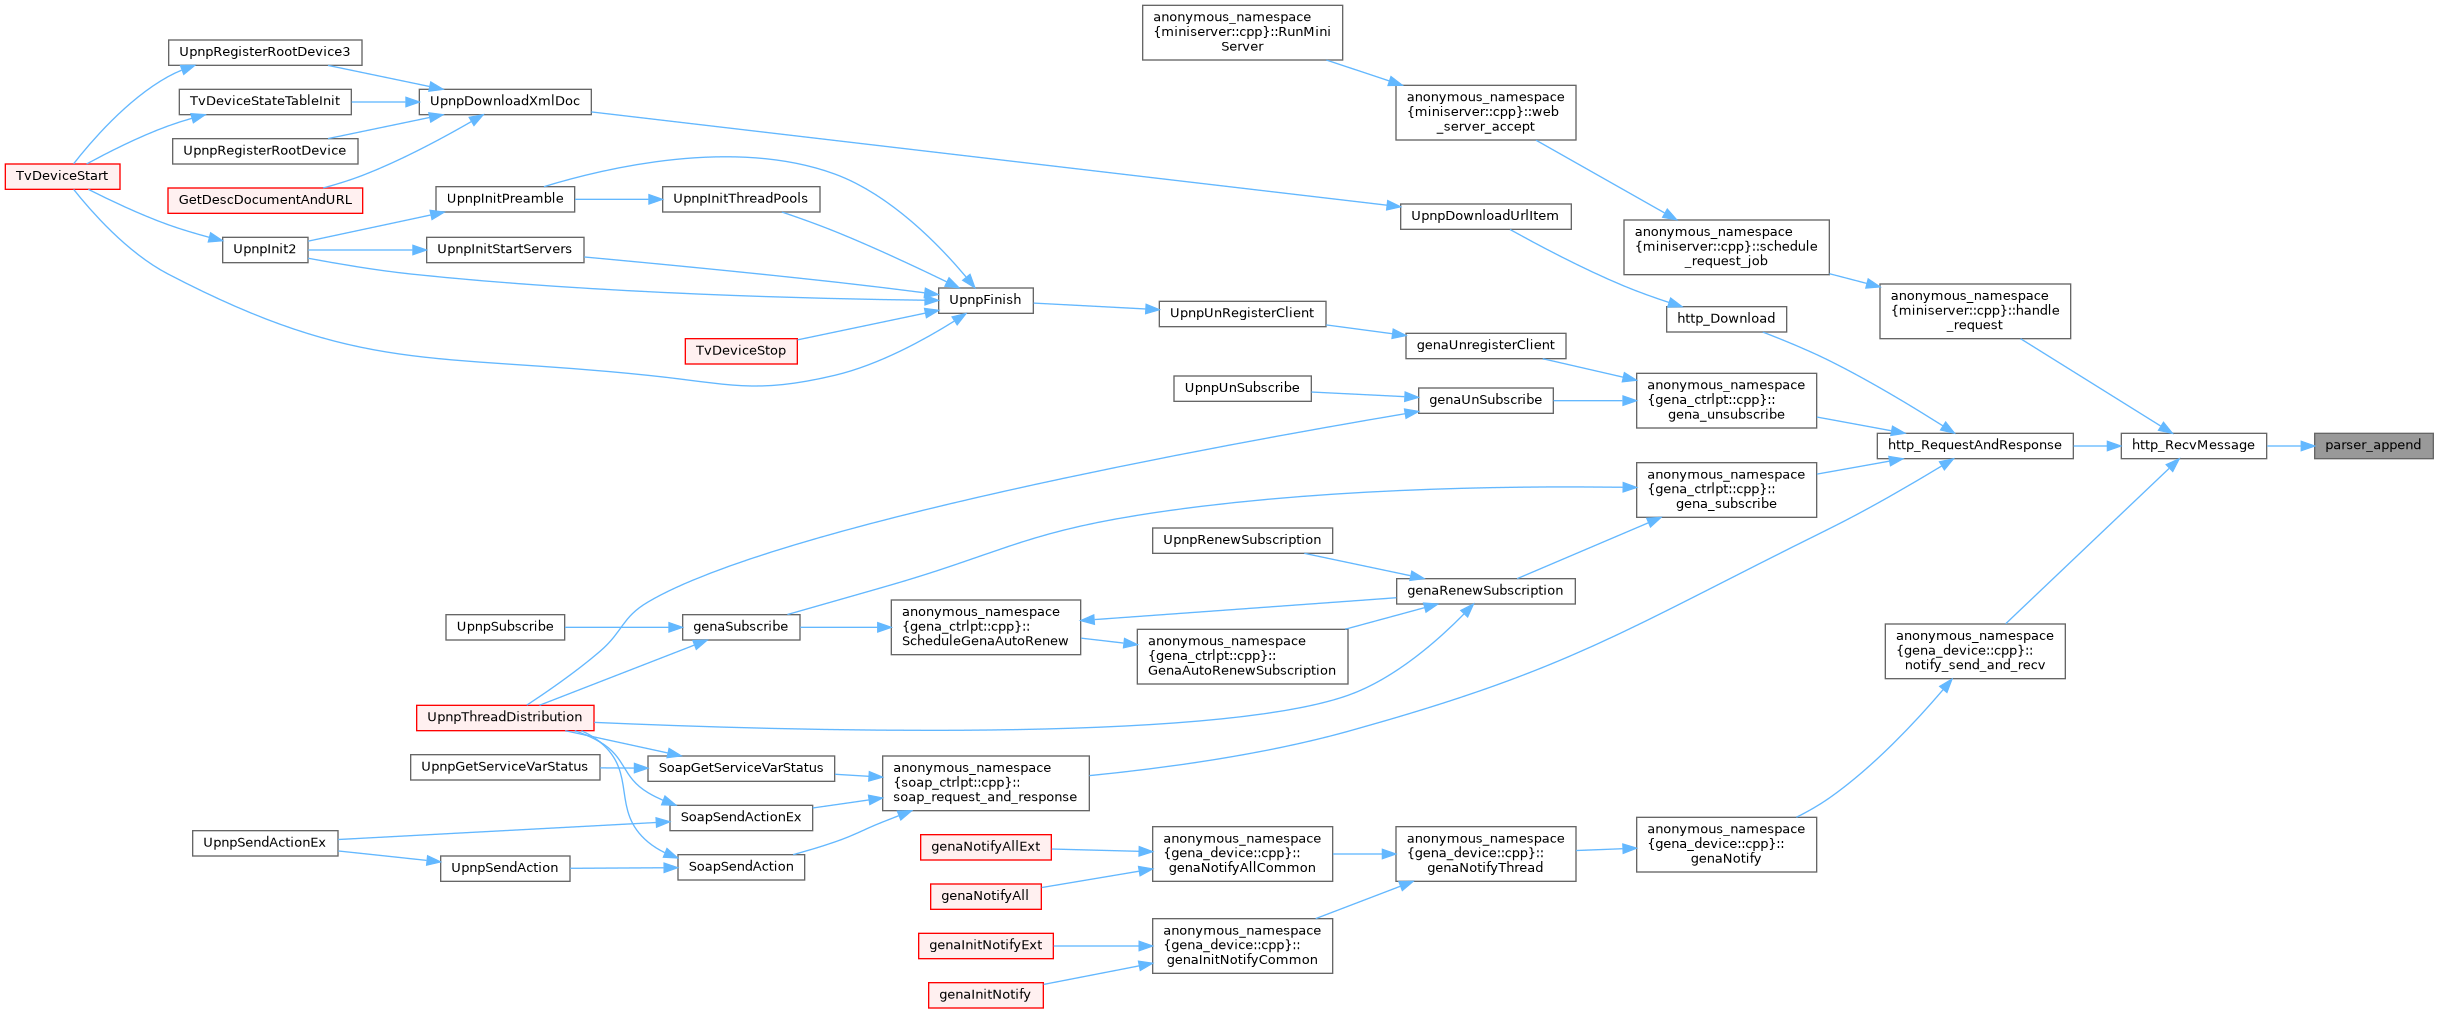 anonymous_namespace
{miniserver::cpp}::RunMini
Server
UpnpRegisterRootDevice3
anonymous_namespace
{miniserver::cpp}::web
_server_accept
TvDeviceStateTableInit
UpnpDownloadXmlDoc
UpnpRegisterRootDevice
TvDeviceStart
GetDescDocumentAndURL
UpnpInitPreamble
UpnpInitThreadPools
UpnpDownloadUrlItem
anonymous_namespace
{miniserver::cpp}::schedule
_request_job
UpnpInit2
UpnpInitStartServers
UpnpFinish
UpnpUnRegisterClient
http_Download
anonymous_namespace
{miniserver::cpp}::handle
_request
TvDeviceStop
genaUnregisterClient
UpnpUnSubscribe
genaUnSubscribe
anonymous_namespace
{gena_ctrlpt::cpp}::
gena_unsubscribe
http_RequestAndResponse
http_RecvMessage
parser_append
anonymous_namespace
{gena_ctrlpt::cpp}::
gena_subscribe
UpnpRenewSubscription
genaRenewSubscription
UpnpSubscribe
genaSubscribe
anonymous_namespace
{gena_ctrlpt::cpp}::
ScheduleGenaAutoRenew
anonymous_namespace
{gena_ctrlpt::cpp}::
GenaAutoRenewSubscription
anonymous_namespace
{gena_device::cpp}::
notify_send_and_recv
UpnpThreadDistribution
UpnpGetServiceVarStatus
SoapGetServiceVarStatus
anonymous_namespace
{soap_ctrlpt::cpp}::
soap_request_and_response
SoapSendActionEx
UpnpSendActionEx
UpnpSendAction
SoapSendAction
genaNotifyAllExt
anonymous_namespace
{gena_device::cpp}::
genaNotifyAllCommon
anonymous_namespace
{gena_device::cpp}::
genaNotifyThread
anonymous_namespace
{gena_device::cpp}::
genaNotify
genaNotifyAll
genaInitNotifyExt
anonymous_namespace
{gena_device::cpp}::
genaInitNotifyCommon
genaInitNotify